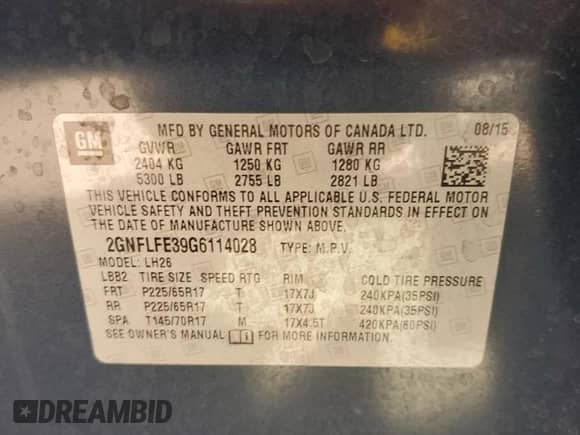 GM
MFD BY GENERAL MOTORS OF CANADA LTD. 08/15
GVWR GAWR FRT GAWR RR
2404 KG 1250 KG 1280 KG
5300 LB 2755 LB 2821 LB
THIS VEHICLE CONFORMS TO ALL APPLICABLE U.S. FEDERAL MOTOR
VEHICLE SAFETY AND THEFT PREVENTION STANDARDS IN EFFECT ON
THE DATE OF MANUFACTURE SHOWN ABOVE.
2GNFLFE39G6114028 TYPE: M.P.V.
MODEL: LH26
LBB2 TIRE SIZE SPEED RTG RIM COLD TIRE PRESSURE
FRT P225/65R17 T 17X7J 240KPA(35PSI)
RR P225/65R17 T 17X7J 240KPA(35PSI)
SPA T145/70R17 M 17X4.5T 420KPA(60PSI)
SEE OWNER'S MANUAL FOR MORE INFORMATION.
DREAMBID